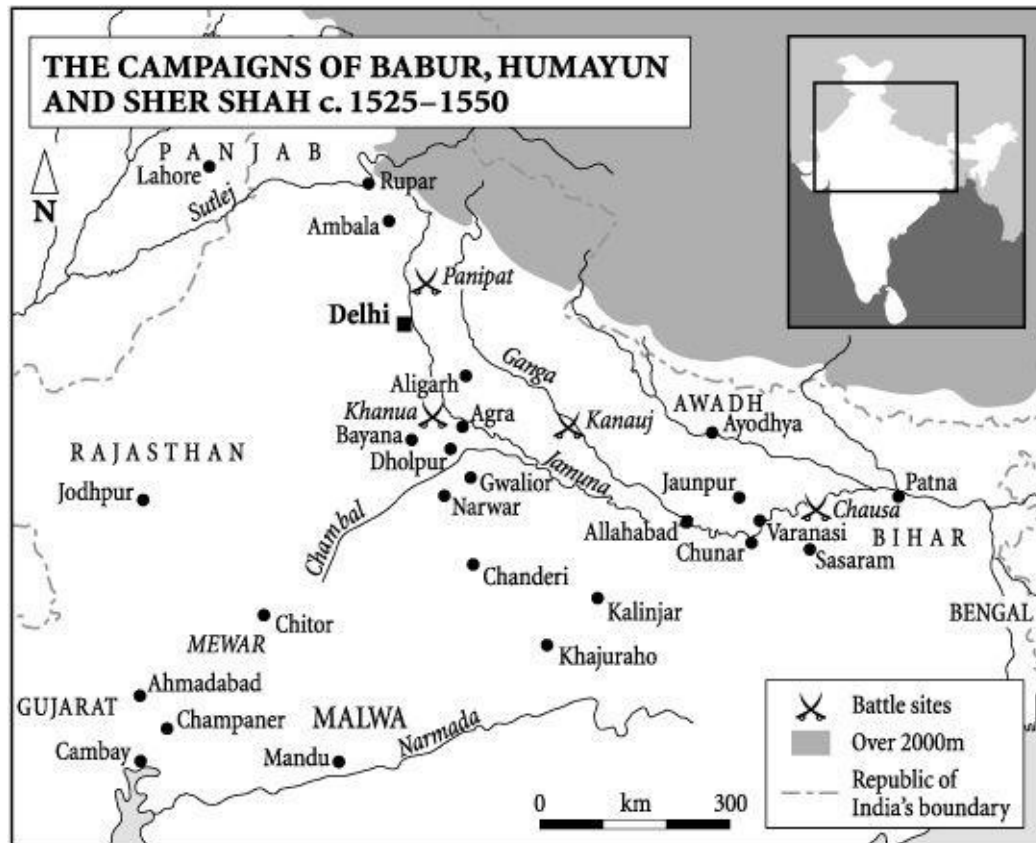 THE CAMPAIGNS OF BABUR, HUMAYUN
AND SHER SHAH c. 1525–1550
PANJAB
Lahore
Rupar
Sutlej
N
Ambala
Panipat
Delhi
Ganga
Aligarh
Khanua
Agra
Kanauj
AWADH
Ayodhya
Bayana
RAJASTHAN
Dholpur
Jamuna
Jodhpur
Gwalior
Jaunpur
Patna
Narwar
Chausa
Chambal
Allahabad
Varanasi
BIHAR
Chunar
Sasaram
Chanderi
Kalinjar
BENGAL
Chitor
MEWAR
Khajuraho
Ahmadabad
GUJARAT
Champaner
MALWA
Narmada
Cambay
Mandu
Battle sites
Over 2000m
Republic of
India's boundary
0 km 300